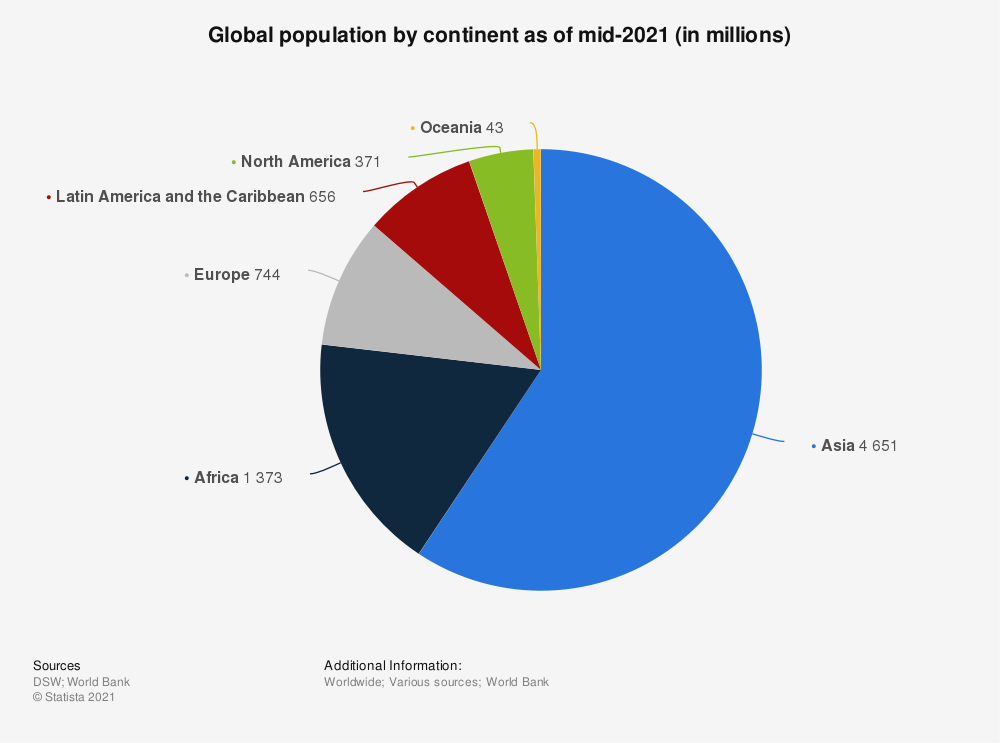 Global population by continent as of mid-2021 (in millions)
• Oceania 43
• North America 371
• Latin America and the Caribbean 656
• Europe 744
• Africa 1 373
• Asia 4 651
Sources
DSW; World Bank
© Statista 2021
Additional Information:
Worldwide; Various sources; World Bank